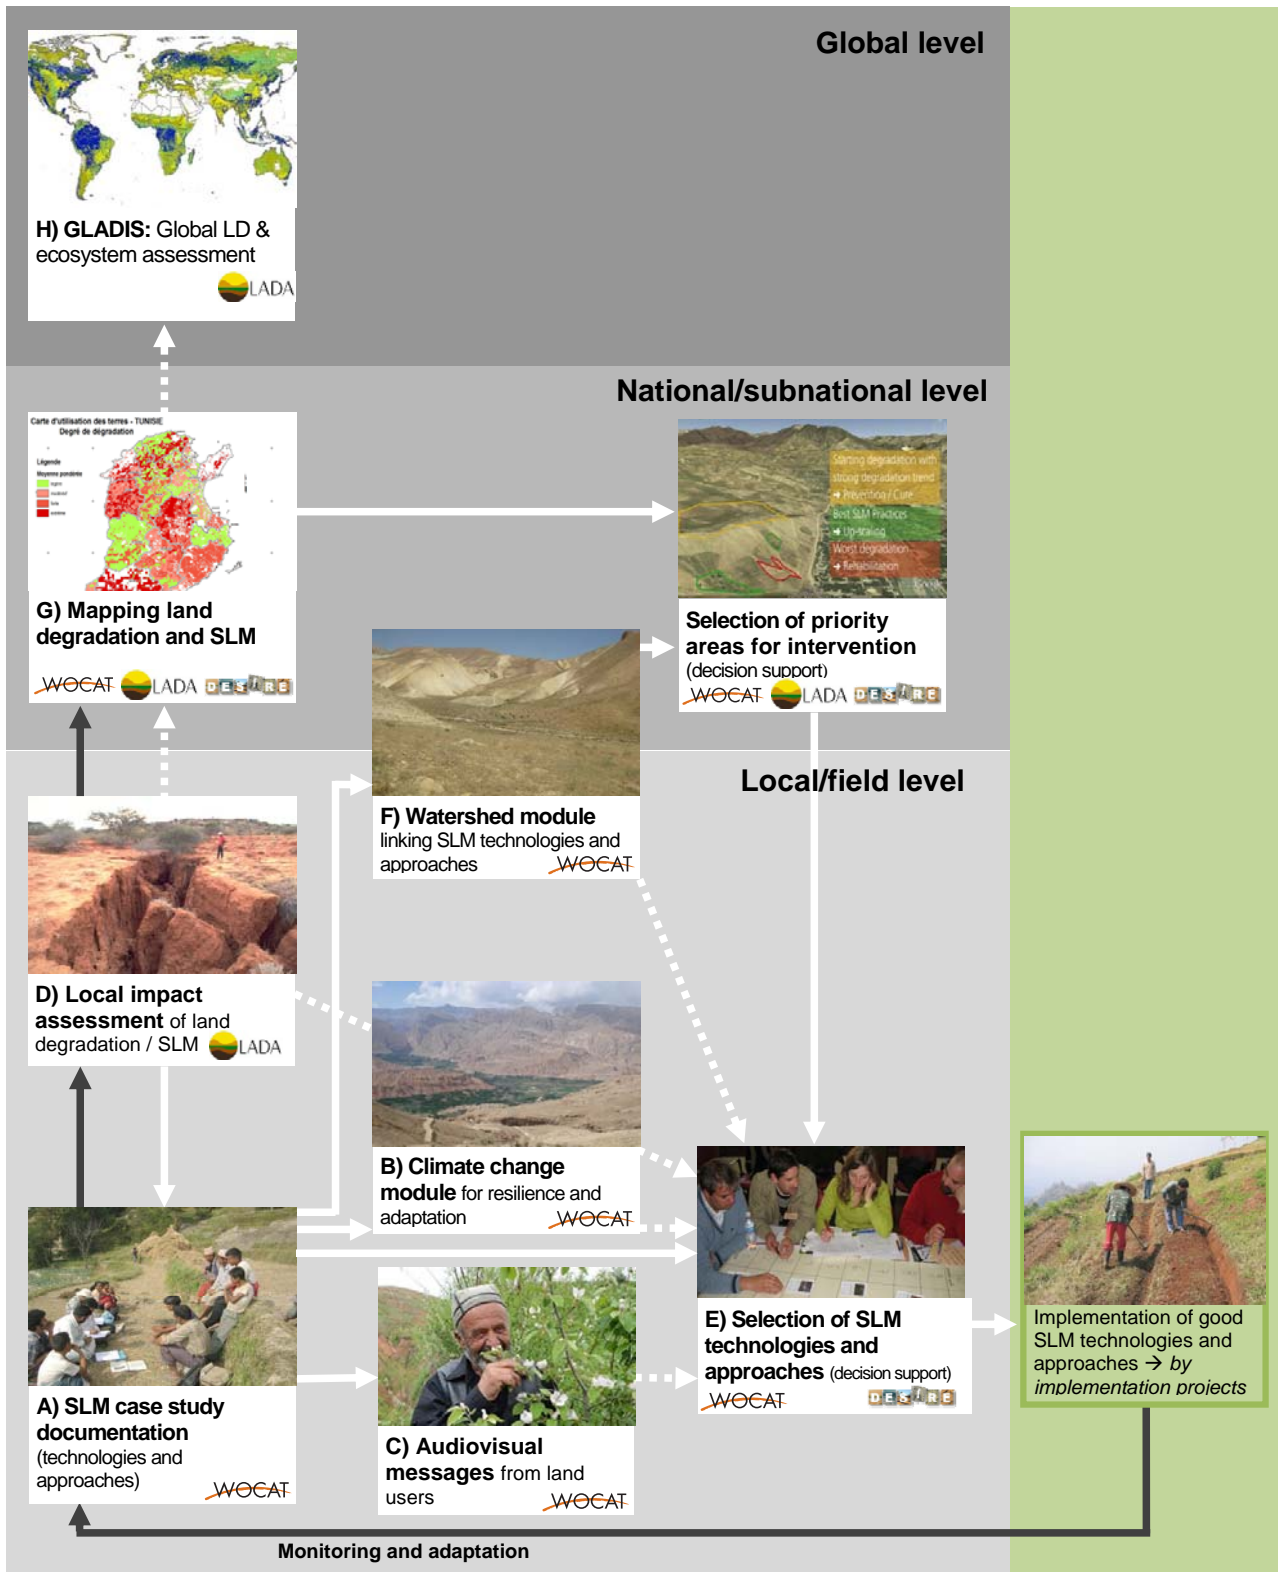 Global level
H) GLADIS: Global LD &
ecosystem assessment
LADA
National/subnational level
Carte d'utilisation des terres - TUNISIE
Degré de dégradation
Légende
Moyenne pondérée
G) Mapping land
degradation and SLM
WOCAT LADA DESIRE
Starting degradation with
strong degradation trend
➔ Prevention / Cure
Best SLM Practices
➔ Up-scaling
Worst degradation
➔ Rehabilitation
Selection of priority
areas for intervention
(decision support)
WOCAT LADA DESIRE
Local/field level
F) Watershed module
linking SLM technologies and
approaches
WOCAT
D) Local impact
assessment of land
degradation / SLM
LADA
B) Climate change
module for resilience and
adaptation
WOCAT
E) Selection of SLM
technologies and
approaches (decision support)
WOCAT DESIRE
Implementation of good
SLM technologies and
approaches → by
implementation projects
A) SLM case study
documentation
(technologies and
approaches)
WOCAT
C) Audiovisual
messages from land
users
WOCAT
Monitoring and adaptation